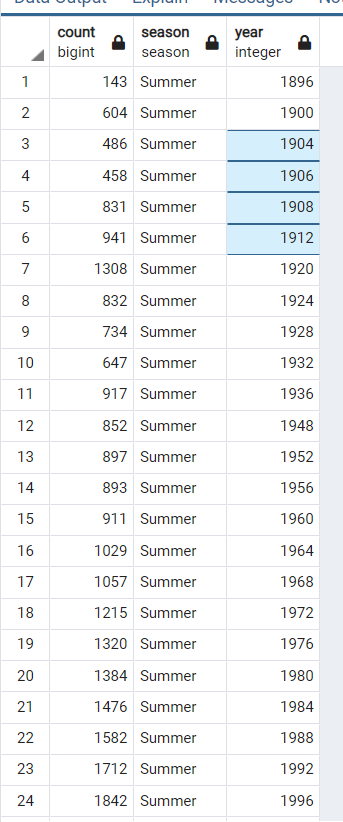 Data Output Explain Messages
count season year
bigint season integer
1 143 Summer 1896
2 604 Summer 1900
3 486 Summer 1904
4 458 Summer 1906
5 831 Summer 1908
6 941 Summer 1912
7 1308 Summer 1920
8 832 Summer 1924
9 734 Summer 1928
10 647 Summer 1932
11 917 Summer 1936
12 852 Summer 1948
13 897 Summer 1952
14 893 Summer 1956
15 911 Summer 1960
16 1029 Summer 1964
17 1057 Summer 1968
18 1215 Summer 1972
19 1320 Summer 1976
20 1384 Summer 1980
21 1476 Summer 1984
22 1582 Summer 1988
23 1712 Summer 1992
24 1842 Summer 1996